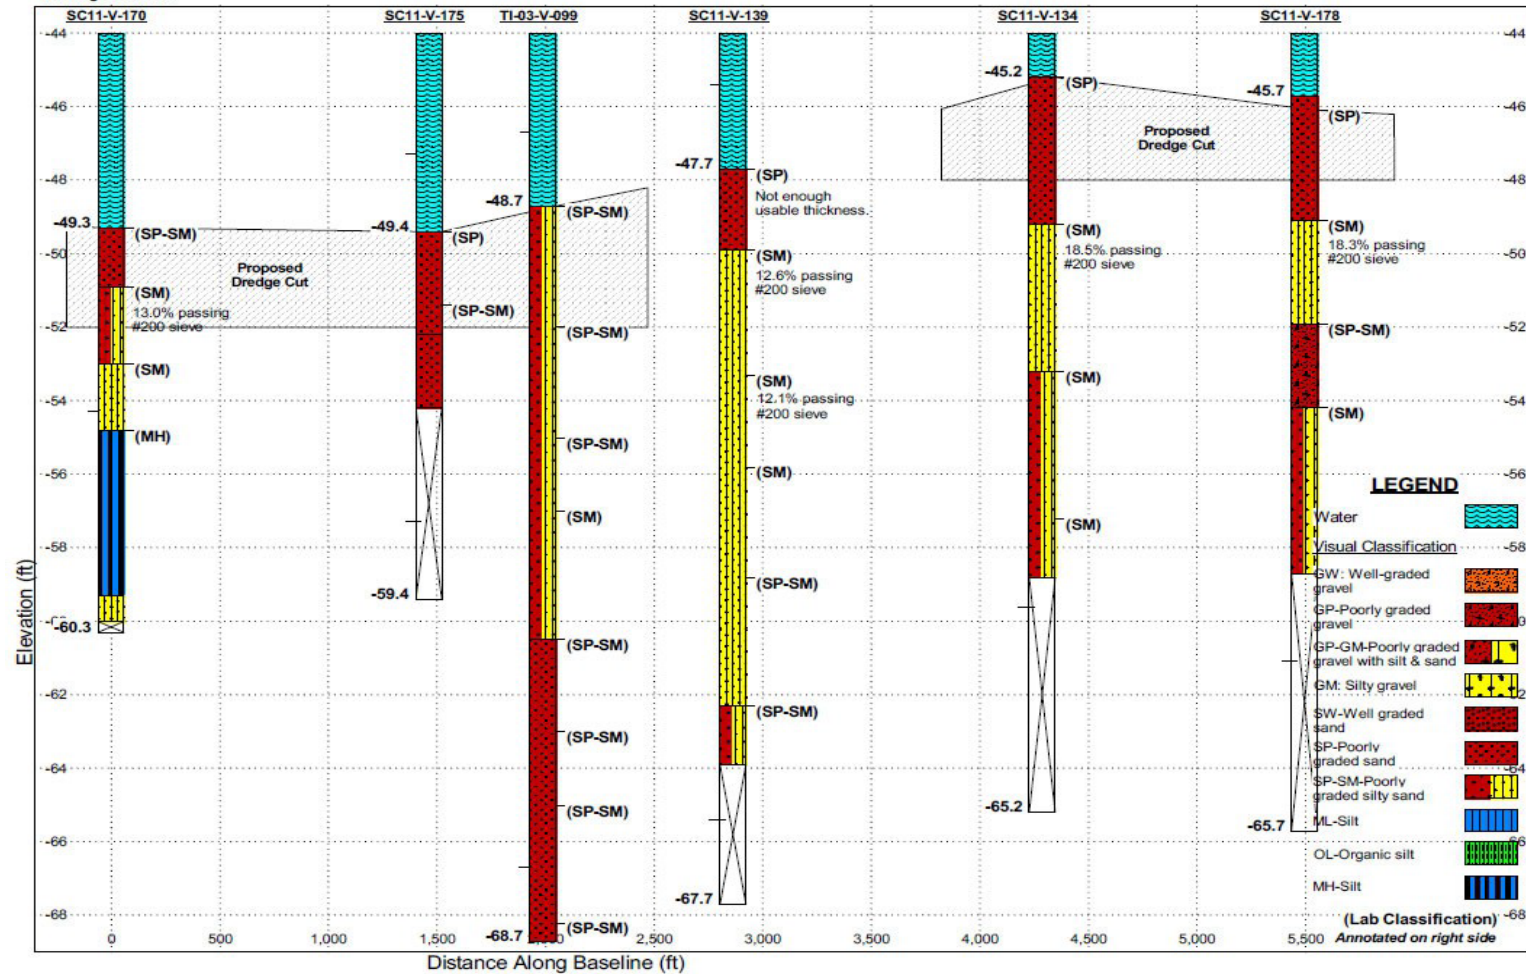 SC11-V-170 SC11-V-175 TI-03-V-099 SC11-V-139 SC11-V-134 SC11-V-178
-44 -44
-45.2 (SP)
-45.7
-46 -46
(SP)
Proposed
Dredge Cut
-47.7
(SP)
Not enough
usable thickness.
-48 -48
-48.7
(SP-SM)
-49.3 (SP-SM)
-49.4 (SP)
(SM)
18.5% passing
#200 sieve
(SM)
18.3% passing
#200 sieve
-50 -50
(SM)
12.6% passing
#200 sieve
Proposed
Dredge Cut
(SM)
13.0% passing
#200 sieve
(SP-SM)
-52 -52
(SP-SM)
(SP-SM)
(SM)
(SM)
12.1% passing
#200 sieve
(SM)
-54 -54
(SM)
(MH)
(SP-SM)
(SM)
-56 -56
(SM)
(SM)
-58 -58
(SP-SM)
-59.4
-60.3
(SP-SM)
-62
(SP-SM)
(SP-SM)
-64
(SP-SM)
-65.2
-65.7
-66
-67.7
-68 -68
(SP-SM)
-68.7
0 500 1,000 1,500 2,500 3,000 3,500 4,000 4,500 5,000 5,500
Elevation (ft)
Distance Along Baseline (ft)
LEGEND
Water
Visual Classification
GW: Well-graded
gravel
GP-Poorly graded
gravel
GP-GM-Poorly graded
gravel with silt & sand
GM: Silty gravel
SW-Well graded
sand
SP-Poorly
graded sand
SP-SM-Poorly
graded silty sand
ML-Silt
OL-Organic silt
MH-Silt
(Lab Classification)
Annotated on right side